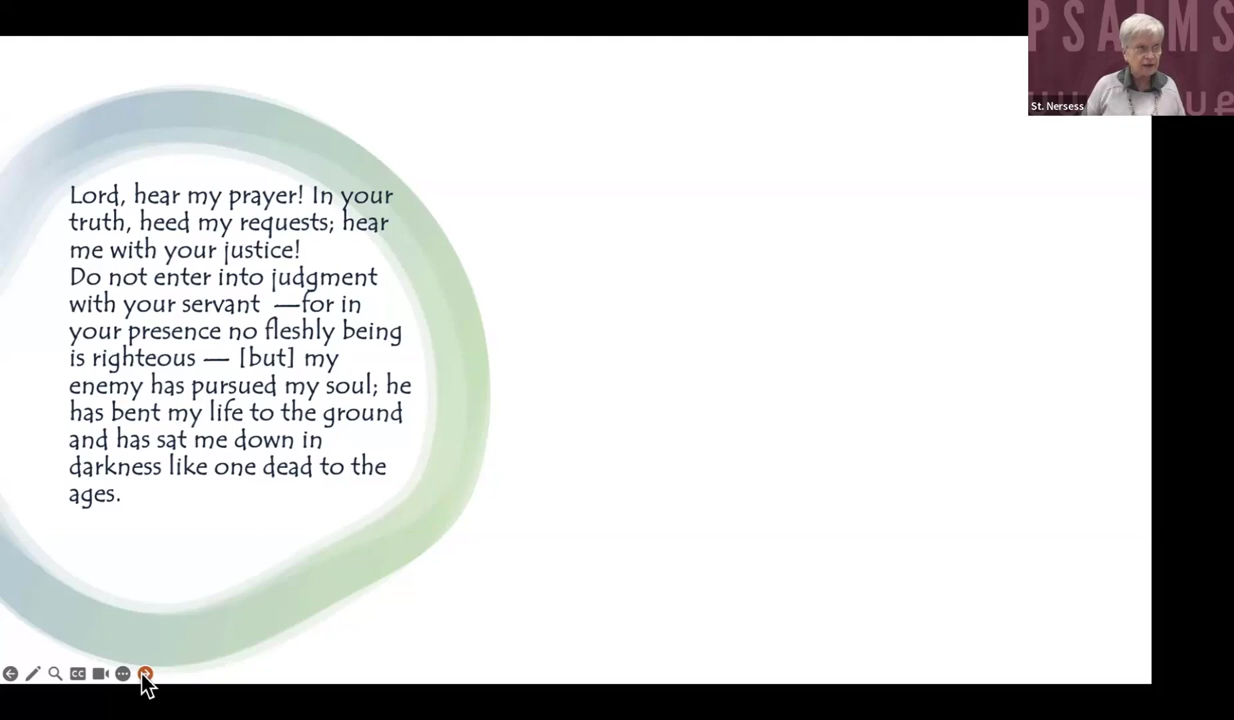 PSALMS
St. Nersess
Lord, hear my prayer! In your
truth, heed my requests; hear
me with your justice!
Do not enter into judgment
with your servant —for in
your presence no fleshly being
is righteous — [but] my
enemy has pursued my soul; he
has bent my life to the ground
and has sat me down in
darkness like one dead to the
ages.
CC